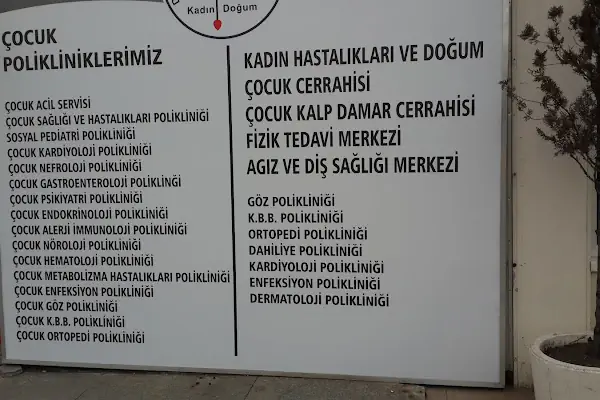 Kadın Doğum
ÇOCUK
POLİKLİNİKLERİMİZ
ÇOCUK ACİL SERVİSİ
ÇOCUK SAĞLIĞI VE HASTALIKLARI POLİKLİNİĞİ
SOSYAL PEDİATRİ POLİKLİNİĞİ
ÇOCUK KARDİYOLOJİ POLİKLİNİĞİ
ÇOCUK NEFROLOJİ POLİKLİNİĞİ
ÇOCUK GASTROENTEROLOJİ POLİKLİNİĞİ
ÇOCUK PSİKİYATRİ POLİKLİNİĞİ
ÇOCUK ENDOKRİNOLOJİ POLİKLİNİĞİ
ÇOCUK ALERJİ İMMUNOLOJİ POLİKLİNİĞİ
ÇOCUK NÖROLOJİ POLİKLİNİĞİ
ÇOCUK HEMATOLOJİ POLİKLİNİĞİ
ÇOCUK METABOLİZMA HASTALIKLARI POLİKLİNİĞİ
ÇOCUK ENFEKSİYON POLİKLİNİĞİ
ÇOCUK GÖZ POLİKLİNİĞİ
ÇOCUK K.B.B. POLİKLİNİĞİ
ÇOCUK ORTOPEDİ POLİKLİNİĞİ
KADIN HASTALIKLARI VE DOĞUM
ÇOCUK CERRAHİSİ
ÇOCUK KALP DAMAR CERRAHİSİ
FİZİK TEDAVİ MERKEZİ
AGIZ VE DİŞ SAĞLIĞI MERKEZİ
GÖZ POLİKLİNİĞİ
K.B.B. POLİKLİNİĞİ
ORTOPEDİ POLİKLİNİĞİ
DAHİLİYE POLİKLİNİĞİ
KARDİYOLOJİ POLİKLİNİĞİ
ENFEKSİYON POLİKLİNİĞİ
DERMATOLOJİ POLİKLİNİĞİ